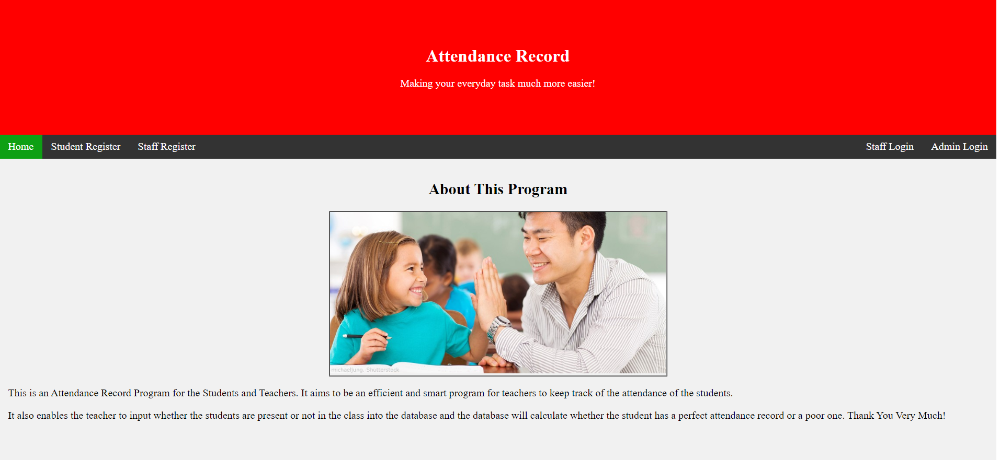 Attendance Record
Making your everyday task much more easier!
Home Student Register Staff Register Staff Login Admin Login
About This Program
michaeljung. Shutterstock
This is an Attendance Record Program for the Students and Teachers. It aims to be an efficient and smart program for teachers to keep track of the attendance of the students.
It also enables the teacher to input whether the students are present or not in the class into the database and the database will calculate whether the student has a perfect attendance record or a poor one. Thank You Very Much!